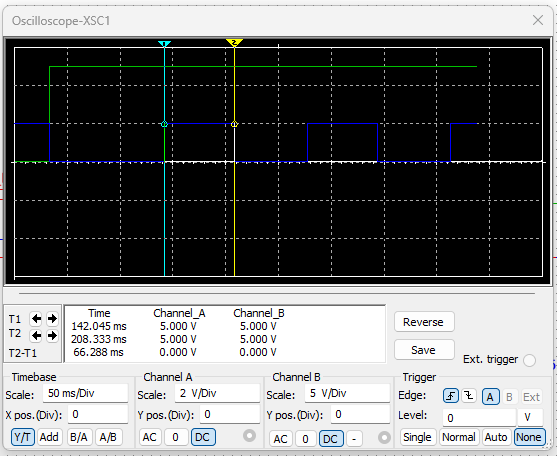 Oscilloscope-XSC1
1 2
Time Channel_A Channel_B
T1 142.045 ms 5.000 V 5.000 V
T2 208.333 ms 5.000 V 5.000 V
T2-T1 66.288 ms 0.000 V 0.000 V
Reverse
Save
Ext. trigger
Timebase
Scale: 50 ms/Div
X pos.(Div): 0
Y/T Add B/A A/B
Channel A
Scale: 2 V/Div
Y pos.(Div): 0
AC 0 DC
Channel B
Scale: 5 V/Div
Y pos.(Div): 0
AC 0 DC -
Trigger
Edge: A B Ext
Level: 0 V
Single Normal Auto None